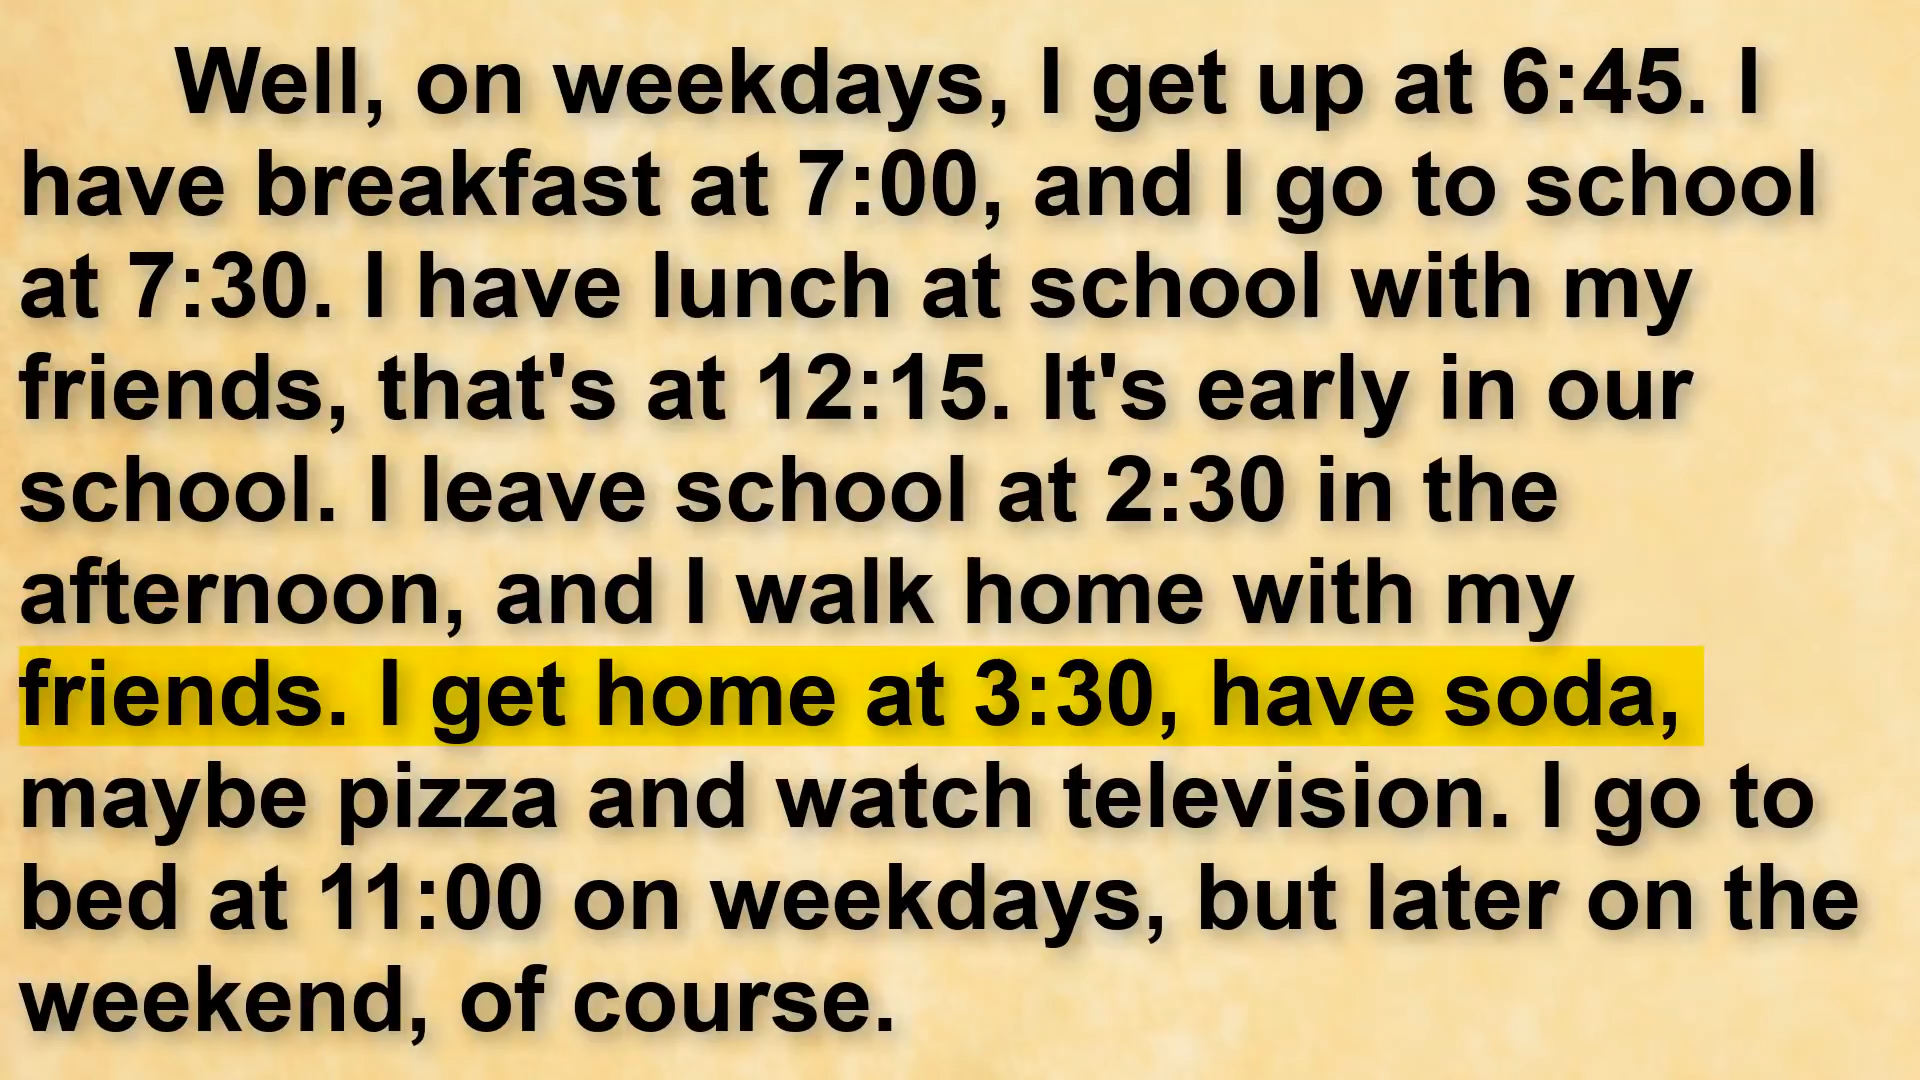 Well, on weekdays, I get up at 6:45. I
have breakfast at 7:00, and I go to school
at 7:30. I have lunch at school with my
friends, that's at 12:15. It's early in our
school. I leave school at 2:30 in the
afternoon, and I walk home with my
friends. I get home at 3:30, have soda,
maybe pizza and watch television. I go to
bed at 11:00 on weekdays, but later on the
weekend, of course.